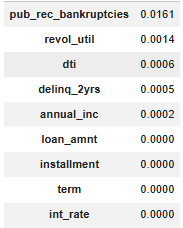 pub_rec_bankruptcies 0.0161
revol_util 0.0014
dti 0.0006
delinq_2yrs 0.0005
annual_inc 0.0002
loan_amnt 0.0000
installment 0.0000
term 0.0000
int_rate 0.0000